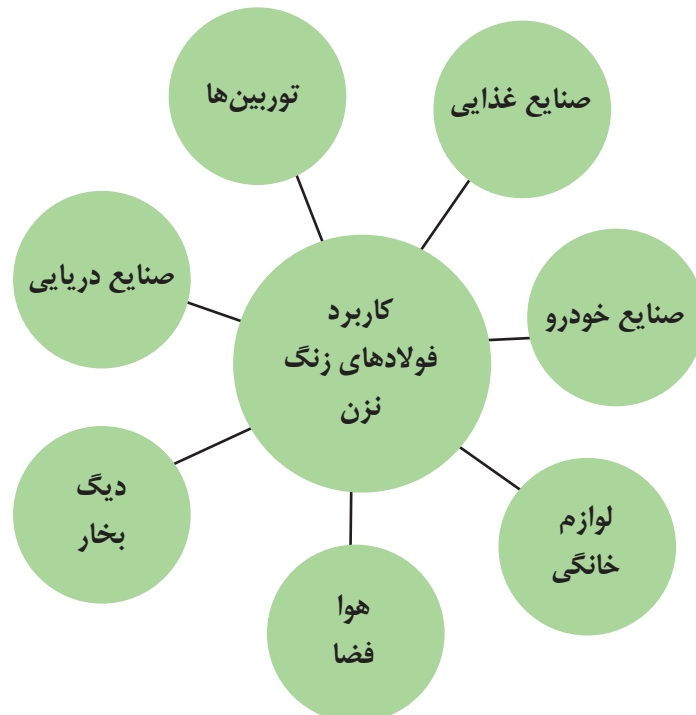 توربین‌ها
صنایع غذایی
صنایع دریایی
صنایع خودرو
کاربرد
فولادهای زنگ
نزن
دیگ
بخار
لوازم
خانگی
هوا
فضا